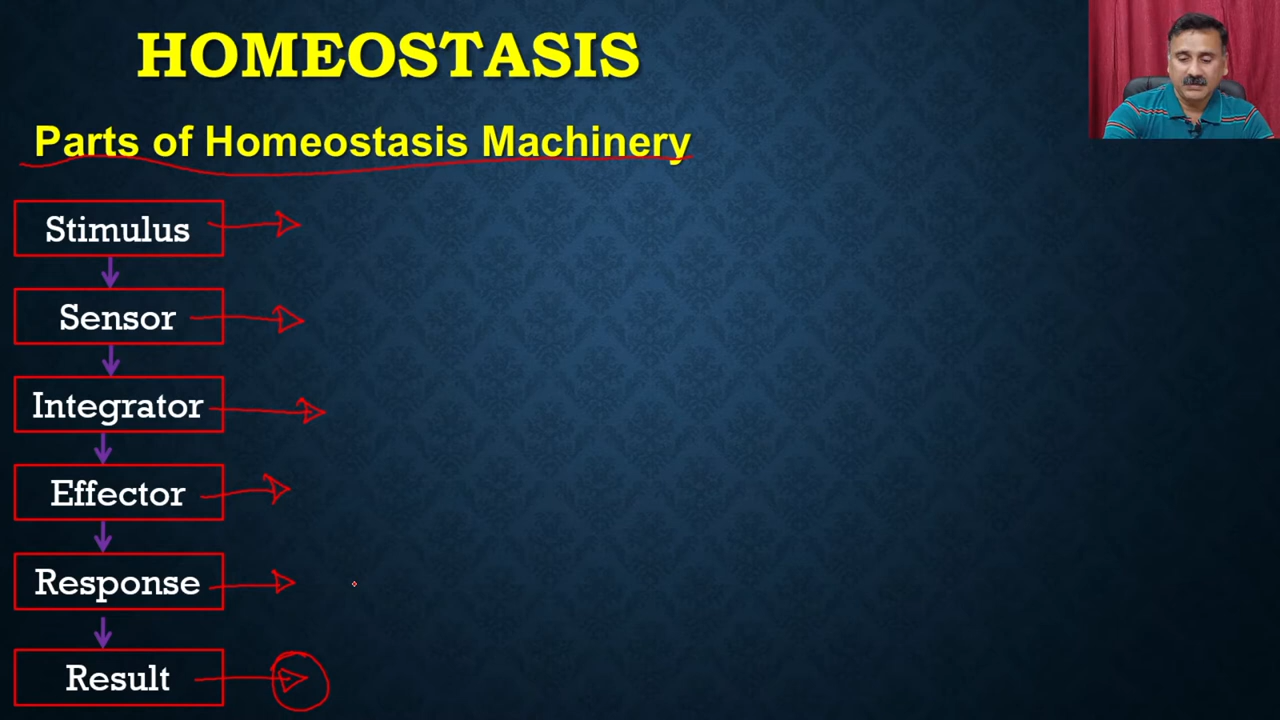 HOMEOSTASIS
Parts of Homeostasis Machinery
Stimulus
Sensor
Integrator
Effector
Response
Result